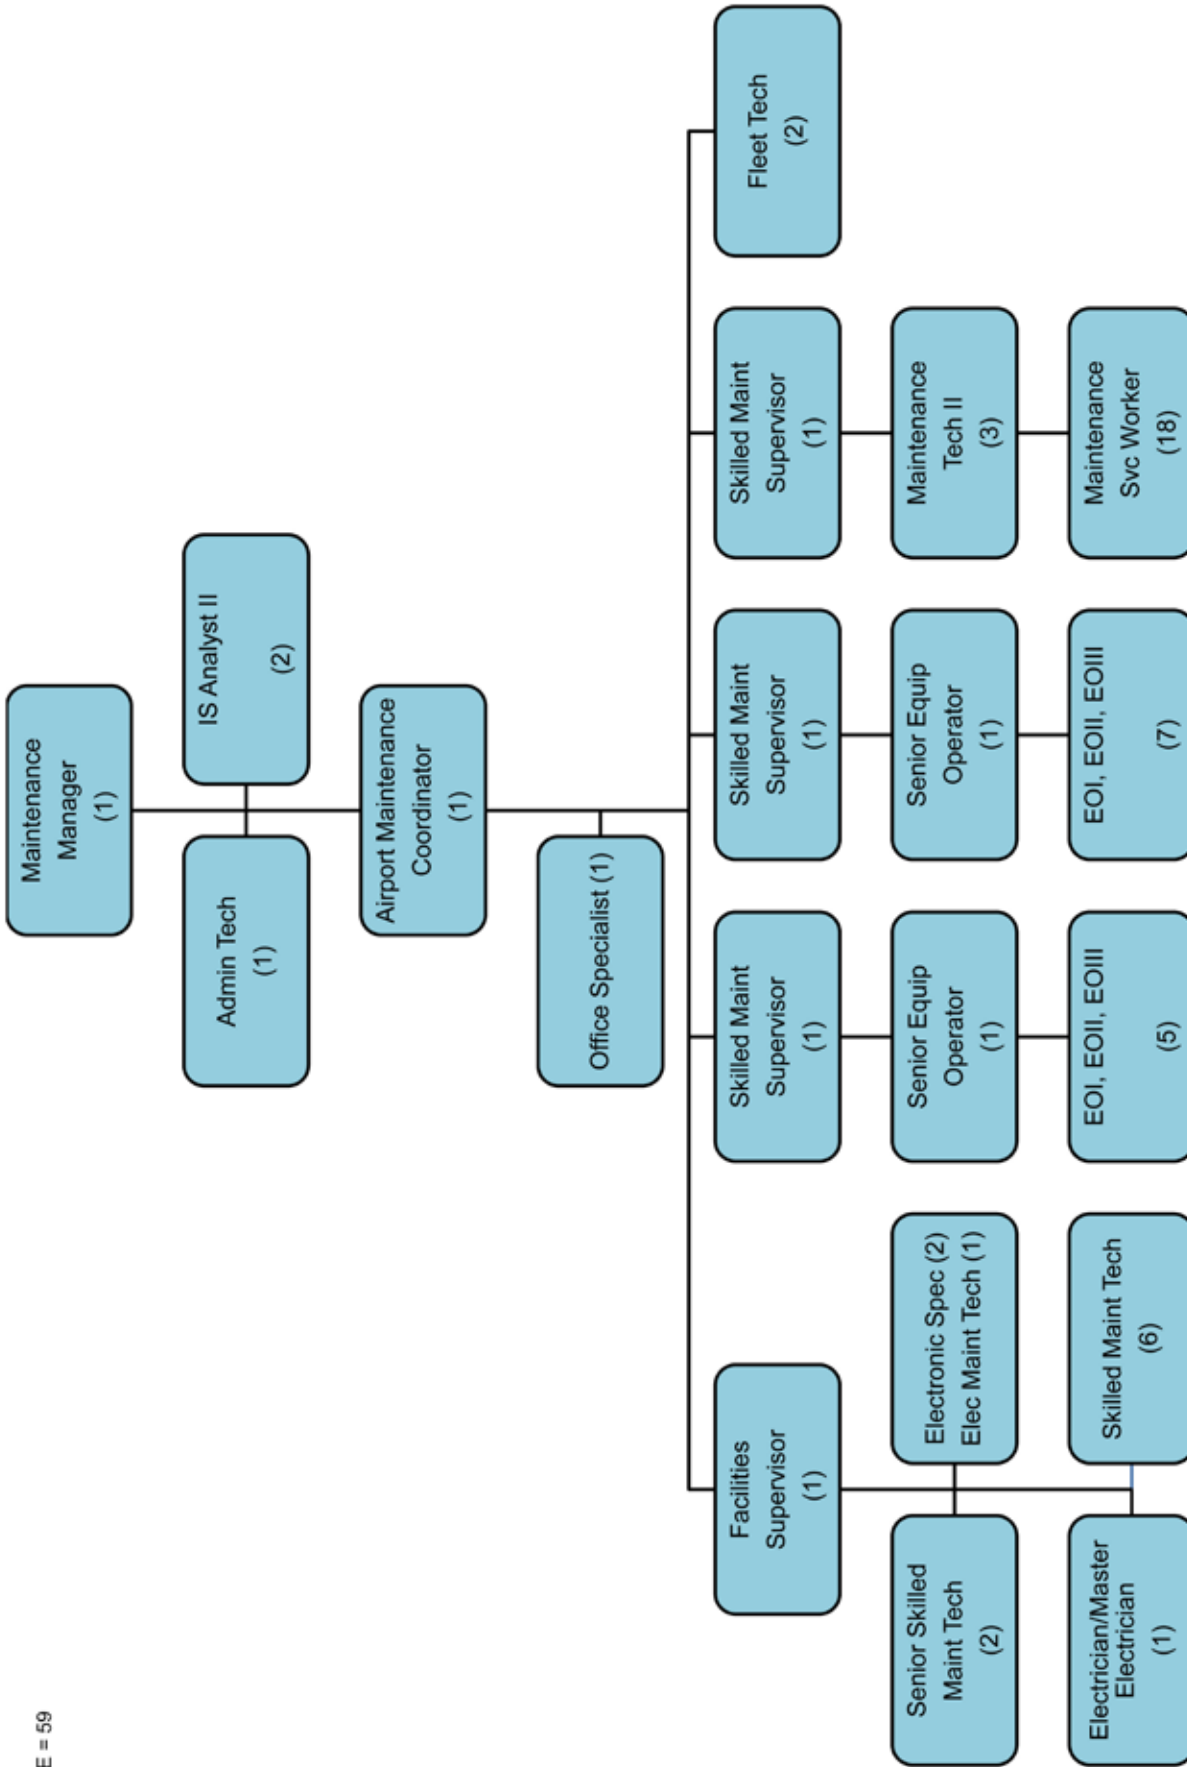 E = 59
Maintenance
Manager
(1)
Admin Tech
(1)
IS Analyst II
(2)
Airport Maintenance
Coordinator
(1)
Office Specialist (1)
Facilities
Supervisor
(1)
Skilled Maint
Supervisor
(1)
Skilled Maint
Supervisor
(1)
Skilled Maint
Supervisor
(1)
Fleet Tech
(2)
Senior Skilled
Maint Tech
(2)
Electronic Spec (2)
Elec Maint Tech (1)
Senior Equip
Operator
(1)
Senior Equip
Operator
(1)
Maintenance
Tech II
(3)
Electrician/Master
Electrician
(1)
Skilled Maint Tech
(6)
EOI, EOII, EOIII
(5)
EOI, EOII, EOIII
(7)
Maintenance
Svc Worker
(18)